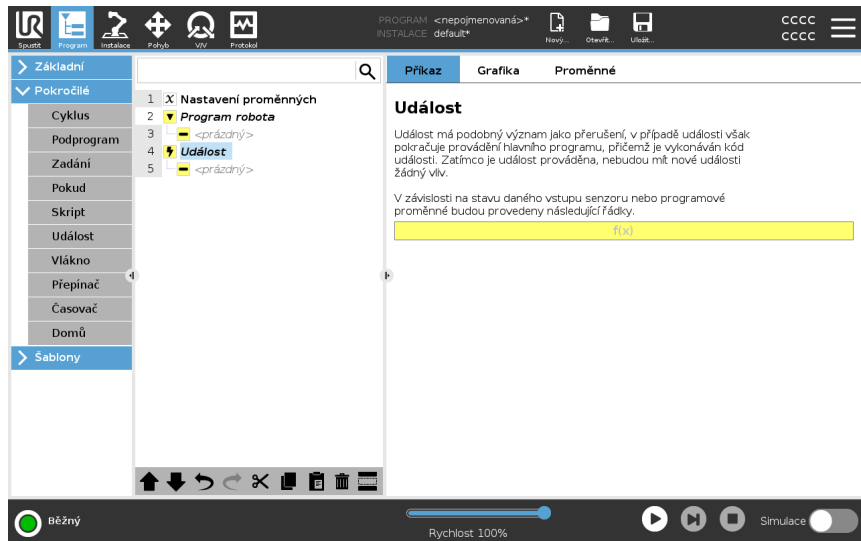 UR
PROGRAM <nepojmenovaná>*
INSTALACE default*
CCCC
CCCC
Spustit Program Instalace Pohyb V/V Protokol Nový... Otevřít... Uložit...
Základní
Pokročilé
Cyklus
Podprogram
Zadání
Pokud
Skript
Událost
Vlákno
Přepínač
Časovač
Domů
Šablony
1 X Nastavení proměnných
2 Program robota
3 <prázdný>
4 Událost
5 <prázdný>
Příkaz Grafika Proměnné
Událost
Událost má podobný význam jako přerušení, v případě události však
pokračuje provádění hlavního programu, přičemž je vykonáván kód
události. Zatímco je událost prováděna, nebudou mít nové události
žádný vliv.
V závislosti na stavu daného vstupu senzoru nebo programové
proměnné budou provedeny následující řádky.
f(x)
Běžný
Rychlost 100%
Simulace